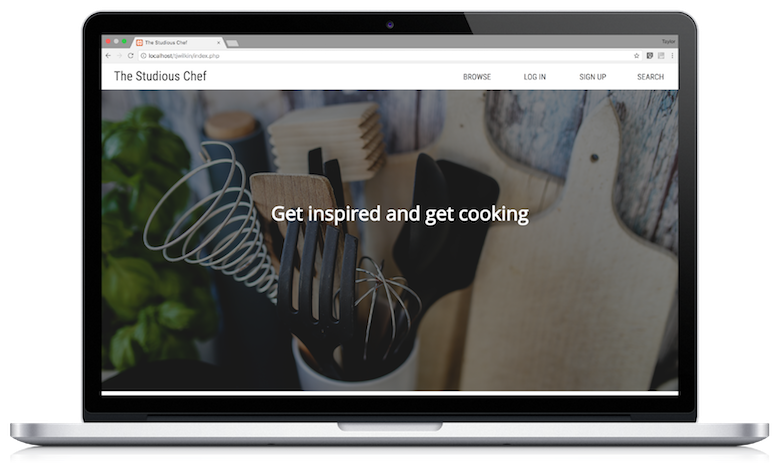 The Studious Chef
Taylor
localhost/tjwilkin/index.php
The Studious Chef
BROWSE
LOG IN
SIGN UP
SEARCH
Get inspired and get cooking